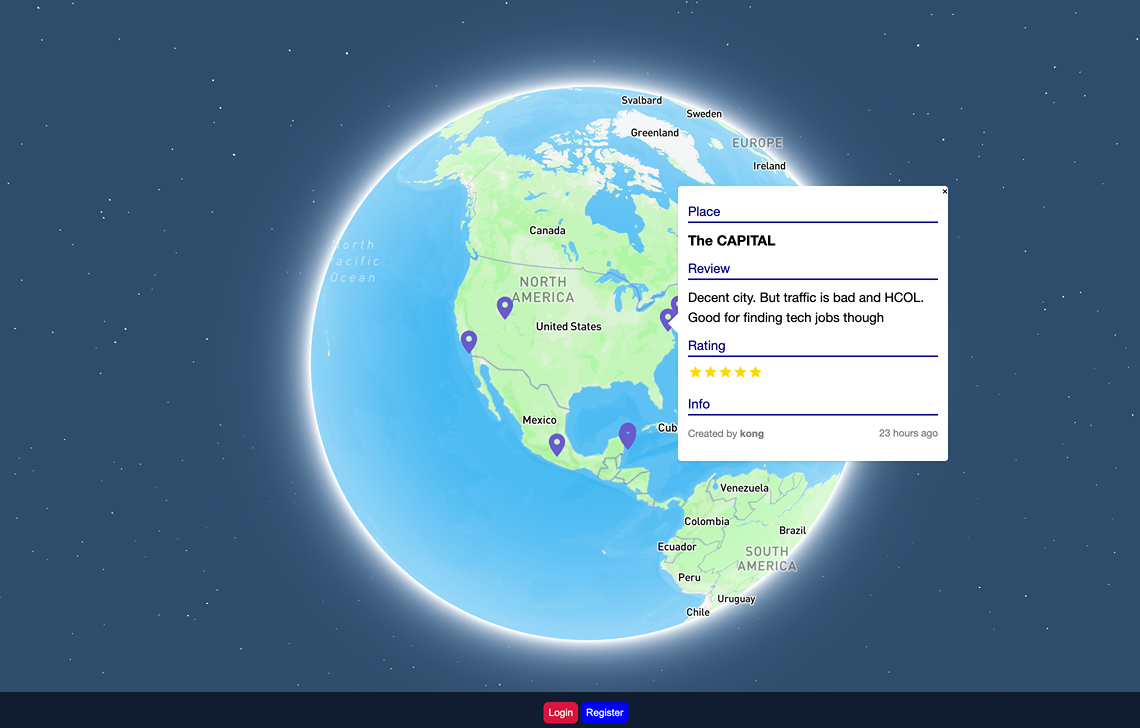 Svalbard
Sweden
Greenland
EUROPE
Ireland
×
Place
The CAPITAL
Canada
North
Pacific
Ocean
Review
NORTH
AMERICA
Decent city. But traffic is bad and HCOL.
Good for finding tech jobs though
United States
Rating
Info
Mexico
Cub
Created by kong
23 hours ago
Venezuela
Colombia
Brazil
Ecuador
SOUTH
AMERICA
Peru
Uruguay
Chile
Login
Register